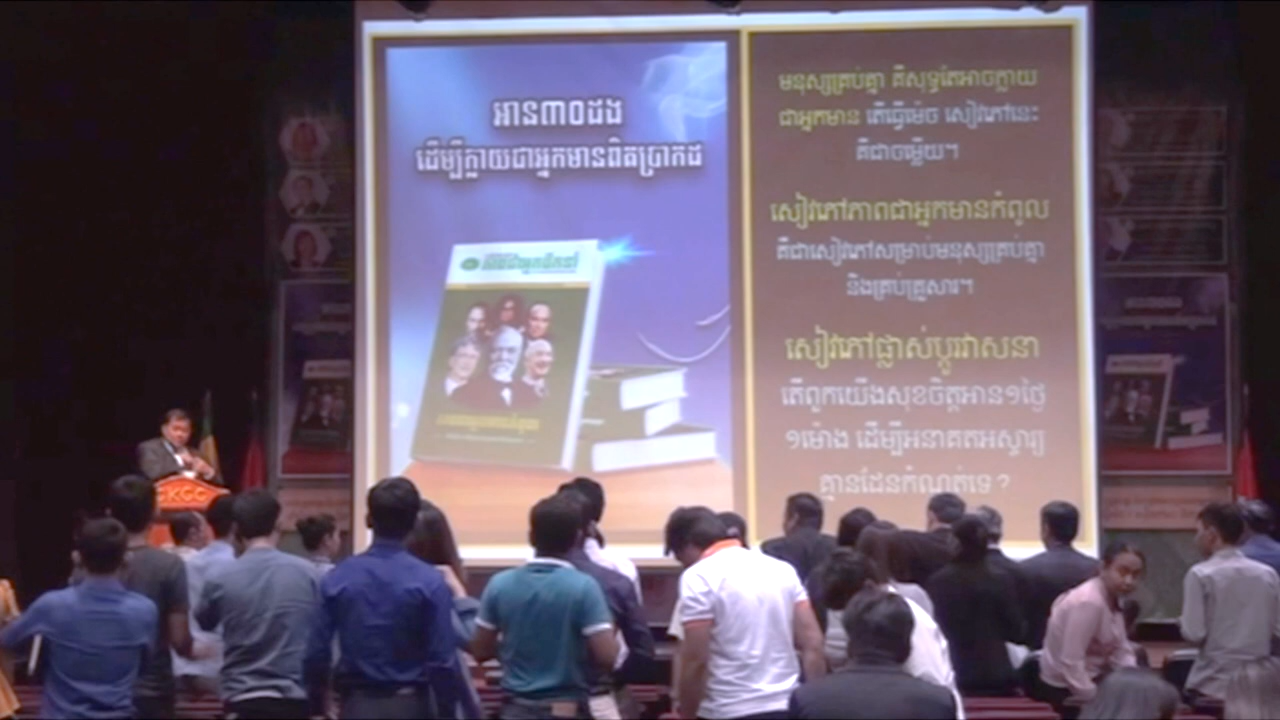 អាន៣០ដង
ដើម្បីក្លាយជាអ្នកមានពិតប្រាកដ
មនុស្សគ្រប់គ្នា គឺសុទ្ធតែអាចក្លាយ
ជាអ្នកមាន តើធ្វើម៉េច សៀវភៅនេះ
គឺជាចម្លើយ។
សៀវភៅភាពជាអ្នកមានកំពូល
គឺជាសៀវភៅសម្រាប់មនុស្សគ្រប់គ្នា
និងគ្រប់គ្រួសារ។
សៀវភៅផ្លាស់ប្តូរវាសនា
តើពួកយើងសុខចិត្តអាន១ថ្ងៃ
១ម៉ោង ដើម្បីអនាគតអស្ចារ្យ
គ្មានដែនកំណត់ទេ?
CKCC